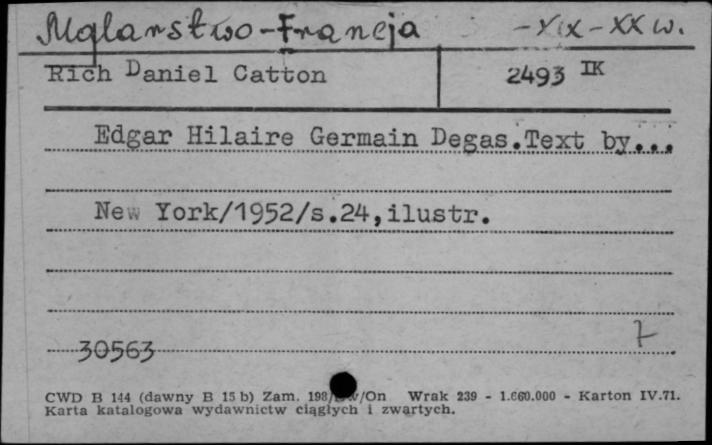 Malarstwo-Francja -XIX-XX w.
Rich Daniel Catton 2493 IK
Edgar Hilaire Germain Degas.Text by...
New York/1952/s.24,ilustr.
7
30563
CWD B 144 (dawny B 15 b) Zam. 198/ /On Wrak 239 - 1.660.000 - Karton IV.71.
Karta katalogowa wydawnictw ciągłych i zwartych.